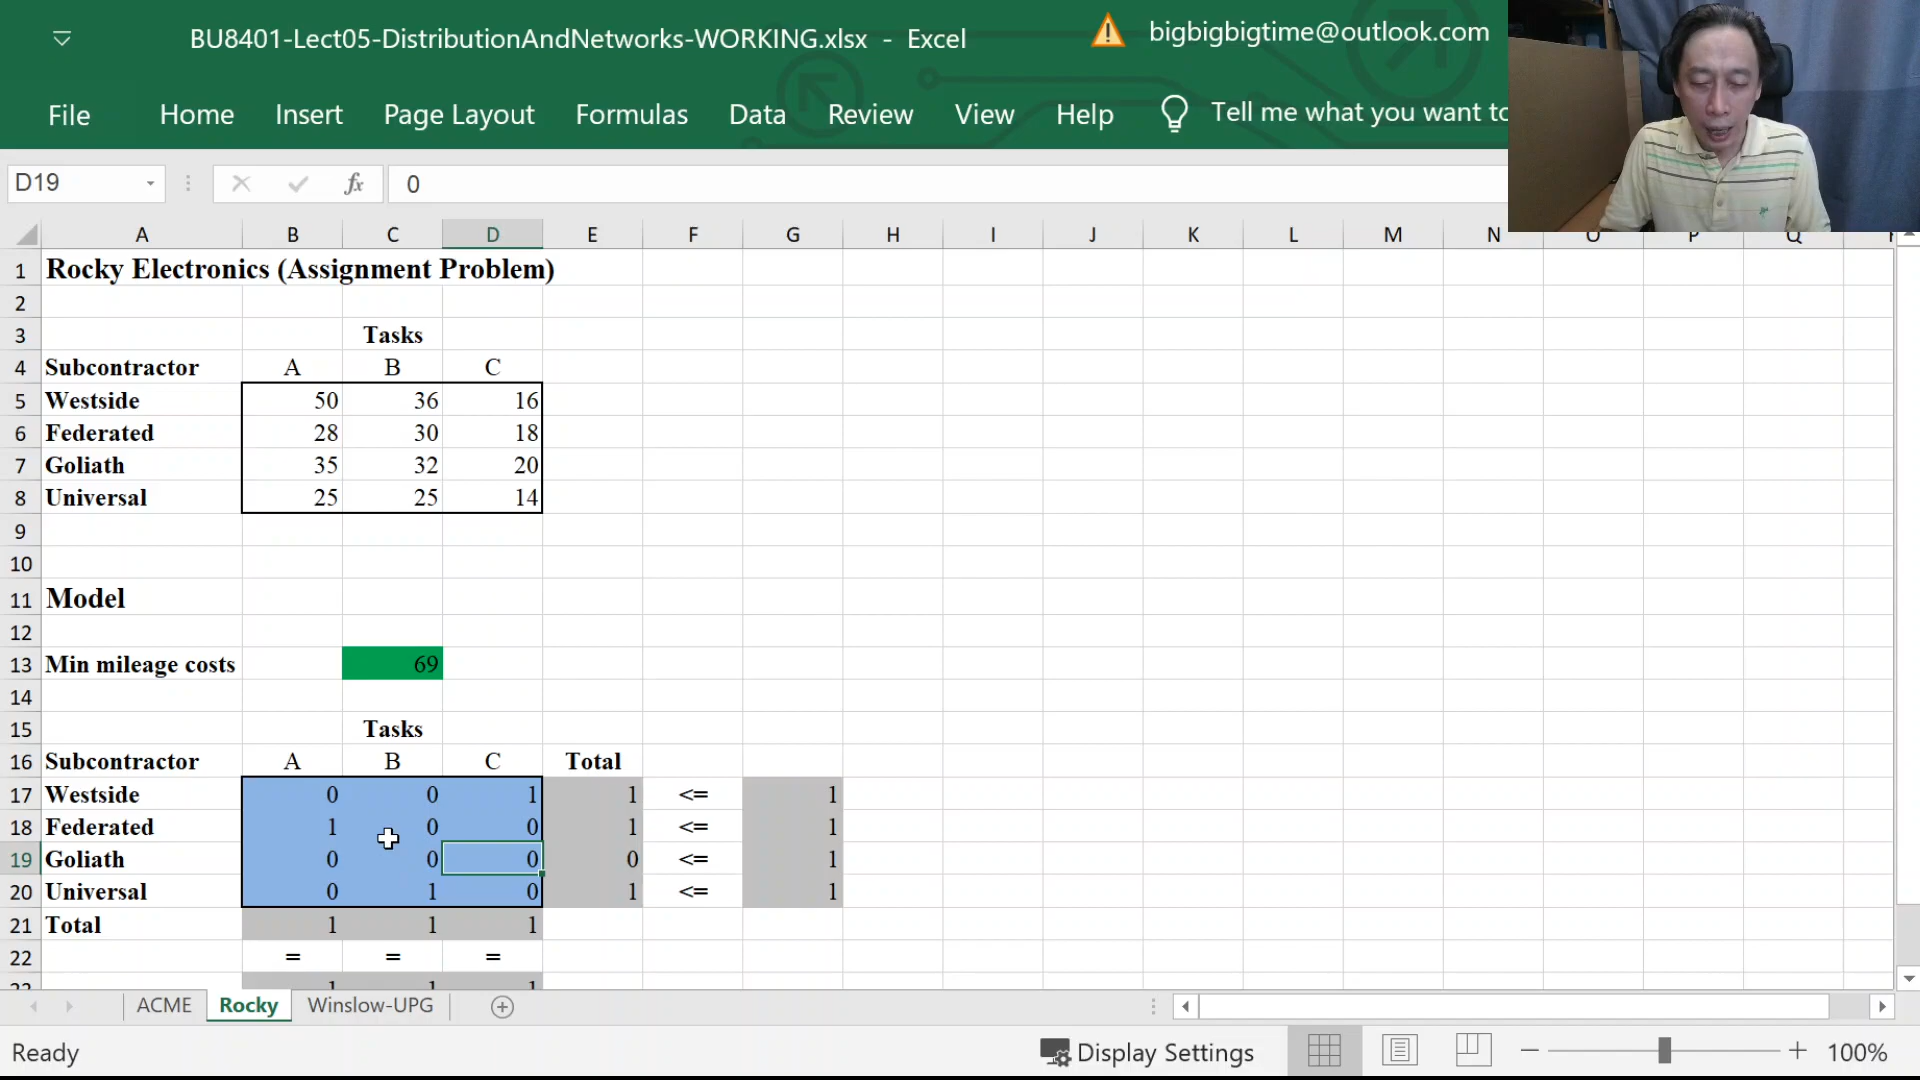 BU8401-Lect05-DistributionAndNetworks-WORKING.xlsx - Excel
bigbigbigtime@outlook.com
File Home Insert Page Layout Formulas Data Review View Help Tell me what you want to
D19 fx 0
A B C D E F G H I J K L M N O P Q
1 Rocky Electronics (Assignment Problem)
2
3 Tasks
4 Subcontractor A B C
5 Westside 50 36 16
6 Federated 28 30 18
7 Goliath 35 32 20
8 Universal 25 25 14
9
10
11 Model
12
13 Min mileage costs 69
14
15 Tasks
16 Subcontractor A B C Total
17 Westside 0 0 1 1 <= 1
18 Federated 1 0 0 1 <= 1
19 Goliath 0 0 0 0 <= 1
20 Universal 0 1 0 1 <= 1
21 Total 1 1 1
22 = = =
23 1 1 1
ACME Rocky Winslow-UPG
Ready Display Settings 100%